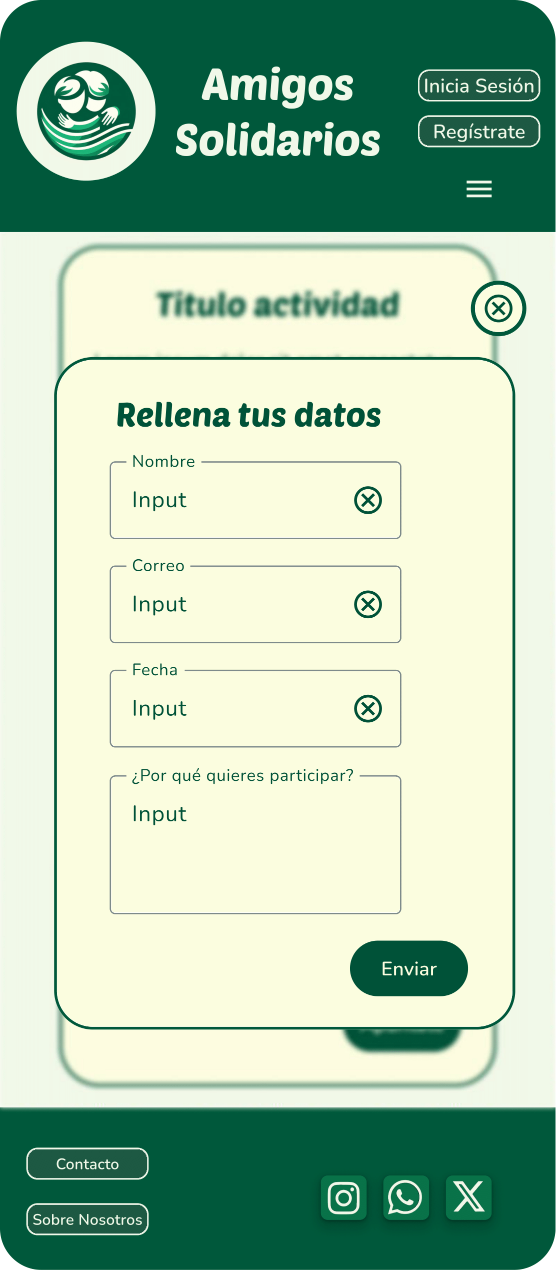 Amigos
Solidarios
Inicia Sesión
Regístrate
Titulo actividad
Rellena tus datos
Nombre
Input
Correo
Input
Fecha
Input
¿Por qué quieres participar?
Input
Enviar
Contacto
Sobre Nosotros